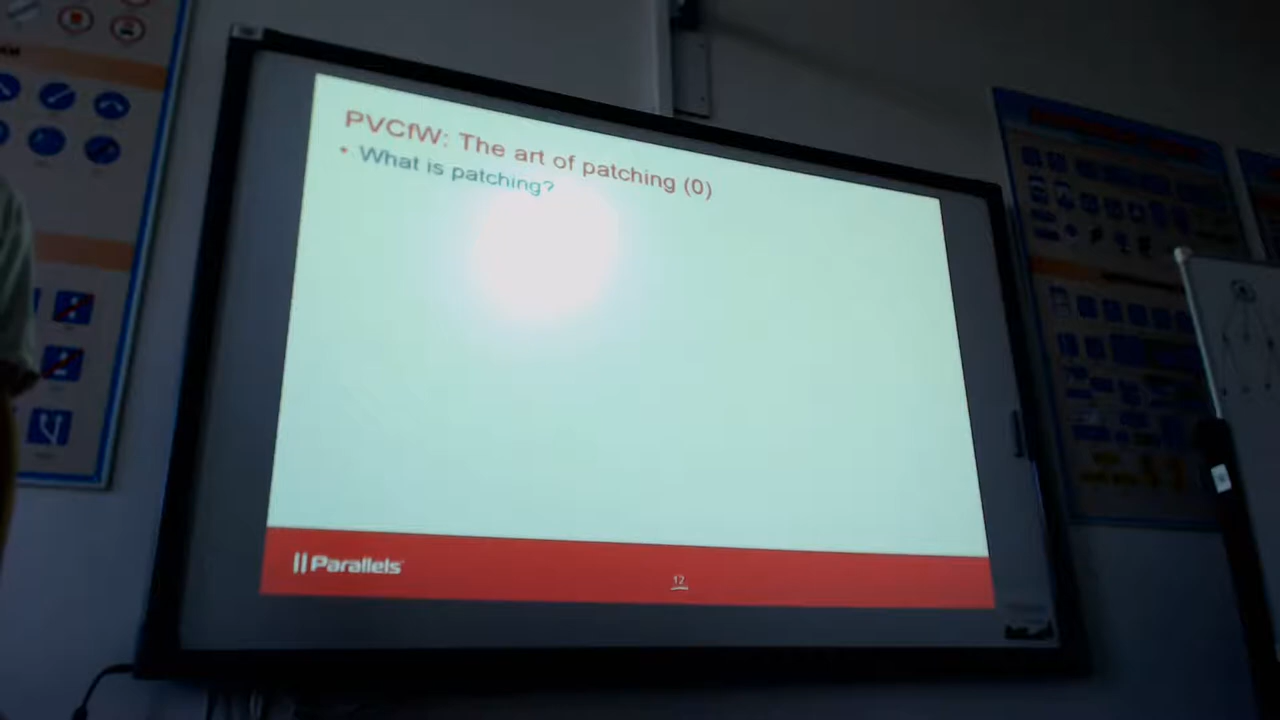 PVCfW: The art of patching (0)
• What is patching?
Parallels
12